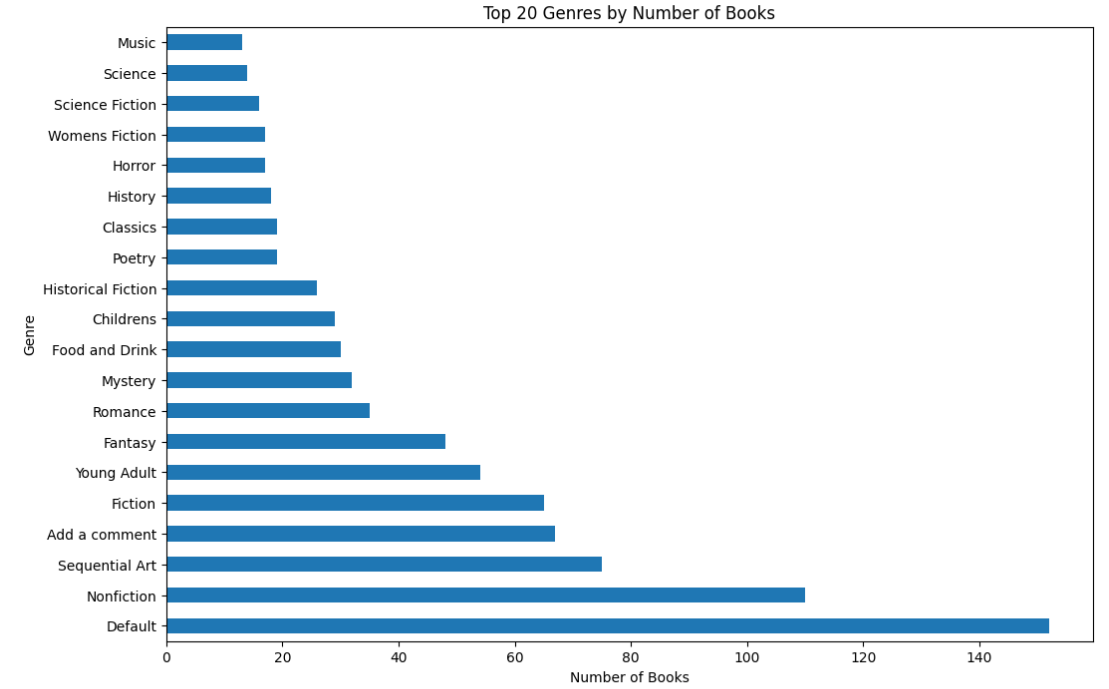 Top 20 Genres by Number of Books
Music
Science
Science Fiction
Womens Fiction
Horror
History
Classics
Poetry
Historical Fiction
Childrens
Food and Drink
Mystery
Romance
Fantasy
Young Adult
Fiction
Add a comment
Sequential Art
Nonfiction
Default
Genre
0 20 40 60 80 100 120 140
Number of Books